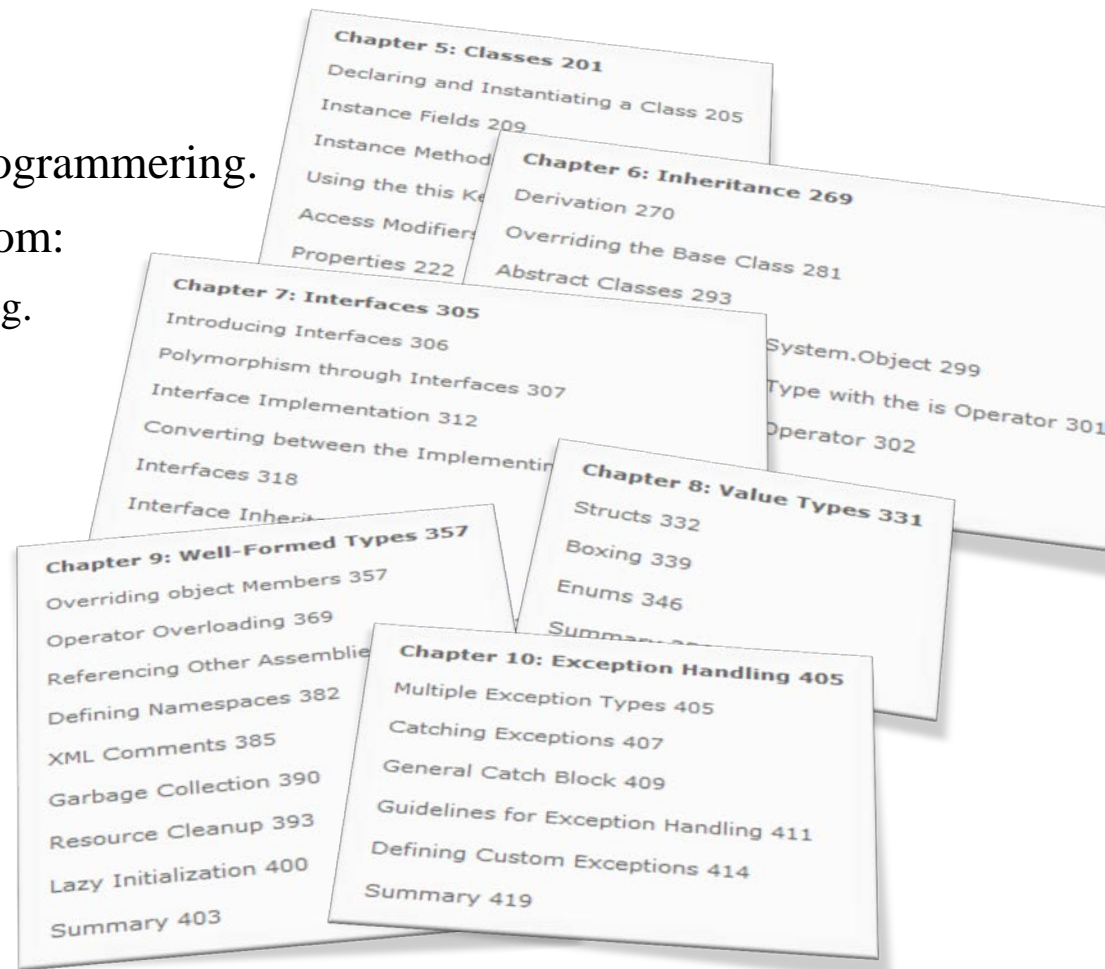 ogrammering.
om:
g.
Chapter 5: Classes 201
Declaring and Instantiating a Class 205
Instance Fields 209
Instance Method
Using the this Ke
Access Modifiers
Properties 222
Chapter 6: Inheritance 269
Derivation 270
Overriding the Base Class 281
Abstract Classes 293
System.Object 299
Type with the is Operator 301
Operator 302
Chapter 7: Interfaces 305
Introducing Interfaces 306
Polymorphism through Interfaces 307
Interface Implementation 312
Converting between the Implementin
Interfaces 318
Interface Inherit
Chapter 8: Value Types 331
Structs 332
Boxing 339
Enums 346
Summary
Chapter 9: Well-Formed Types 357
Overriding object Members 357
Operator Overloading 369
Referencing Other Assemblie
Defining Namespaces 382
XML Comments 385
Garbage Collection 390
Resource Cleanup 393
Lazy Initialization 400
Summary 403
Chapter 10: Exception Handling 405
Multiple Exception Types 405
Catching Exceptions 407
General Catch Block 409
Guidelines for Exception Handling 411
Defining Custom Exceptions 414
Summary 419